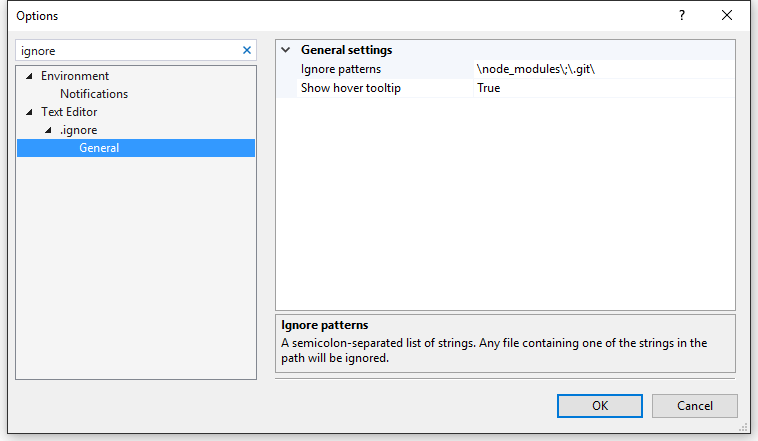 Options
ignore
Environment
Notifications
Text Editor
.ignore
General
General settings
Ignore patterns \node_modules\;\.git\
Show hover tooltip True
Ignore patterns
A semicolon-separated list of strings. Any file containing one of the strings in the
path will be ignored.
OK Cancel